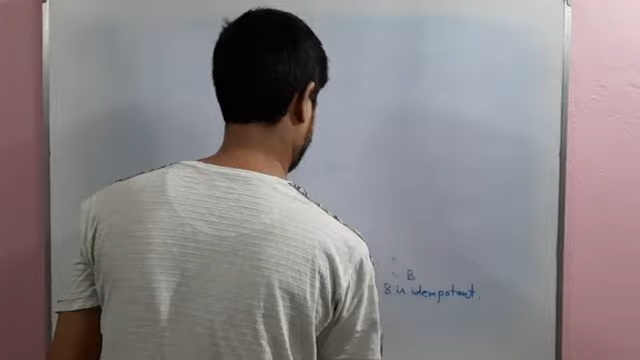 = B
B is idempotent.